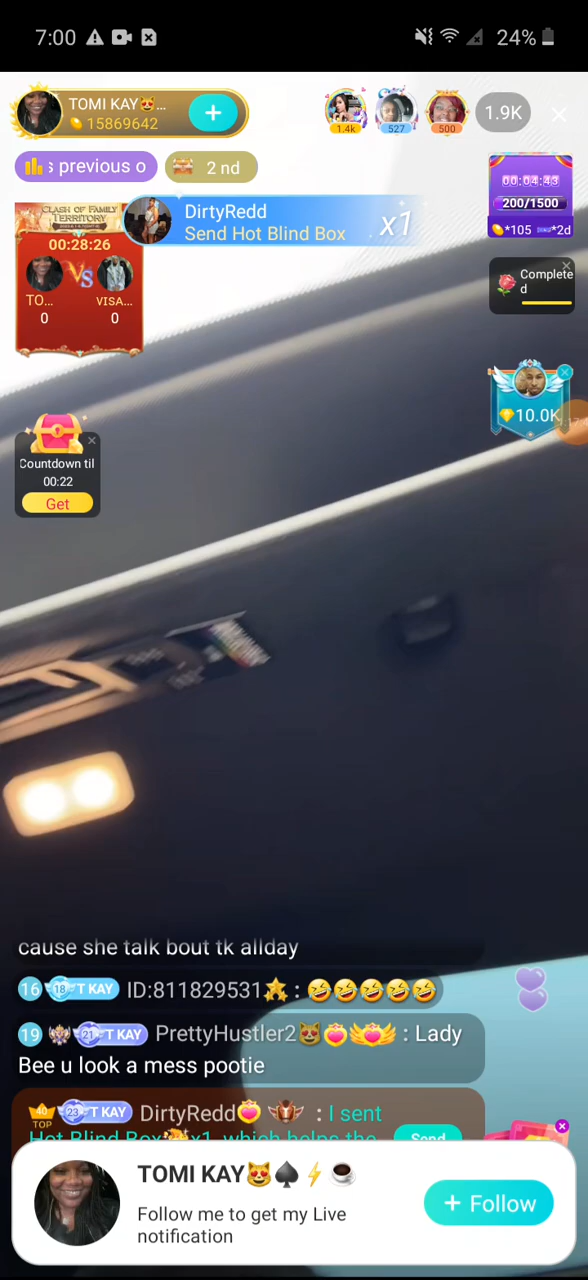 7:00
24%
TOMI KAY😻...
15869642
1.4k
527
500
1.9K
s previous o
2 nd
00:04:43
200/1500
*105
*2d
DirtyRedd
Send Hot Blind Box
x1
CLASH OF FAMILY
TERRITORY
00:28:26
VS
TO...
VISA...
0
0
Complete
d
10.0K
Countdown til
00:22
Get
cause she talk bout tk allday
16 18 T KAY ID:811829531⭐ : 🤣🤣🤣🤣🤣
19 21 T KAY PrettyHustler2😻 : Lady
Bee u look a mess pootie
40 TOP 23 T KAY DirtyRedd : I sent
Hot Blind Box x1, which helps the
Send
TOMI KAY😻♠⚡☕
Follow me to get my Live
notification
+ Follow